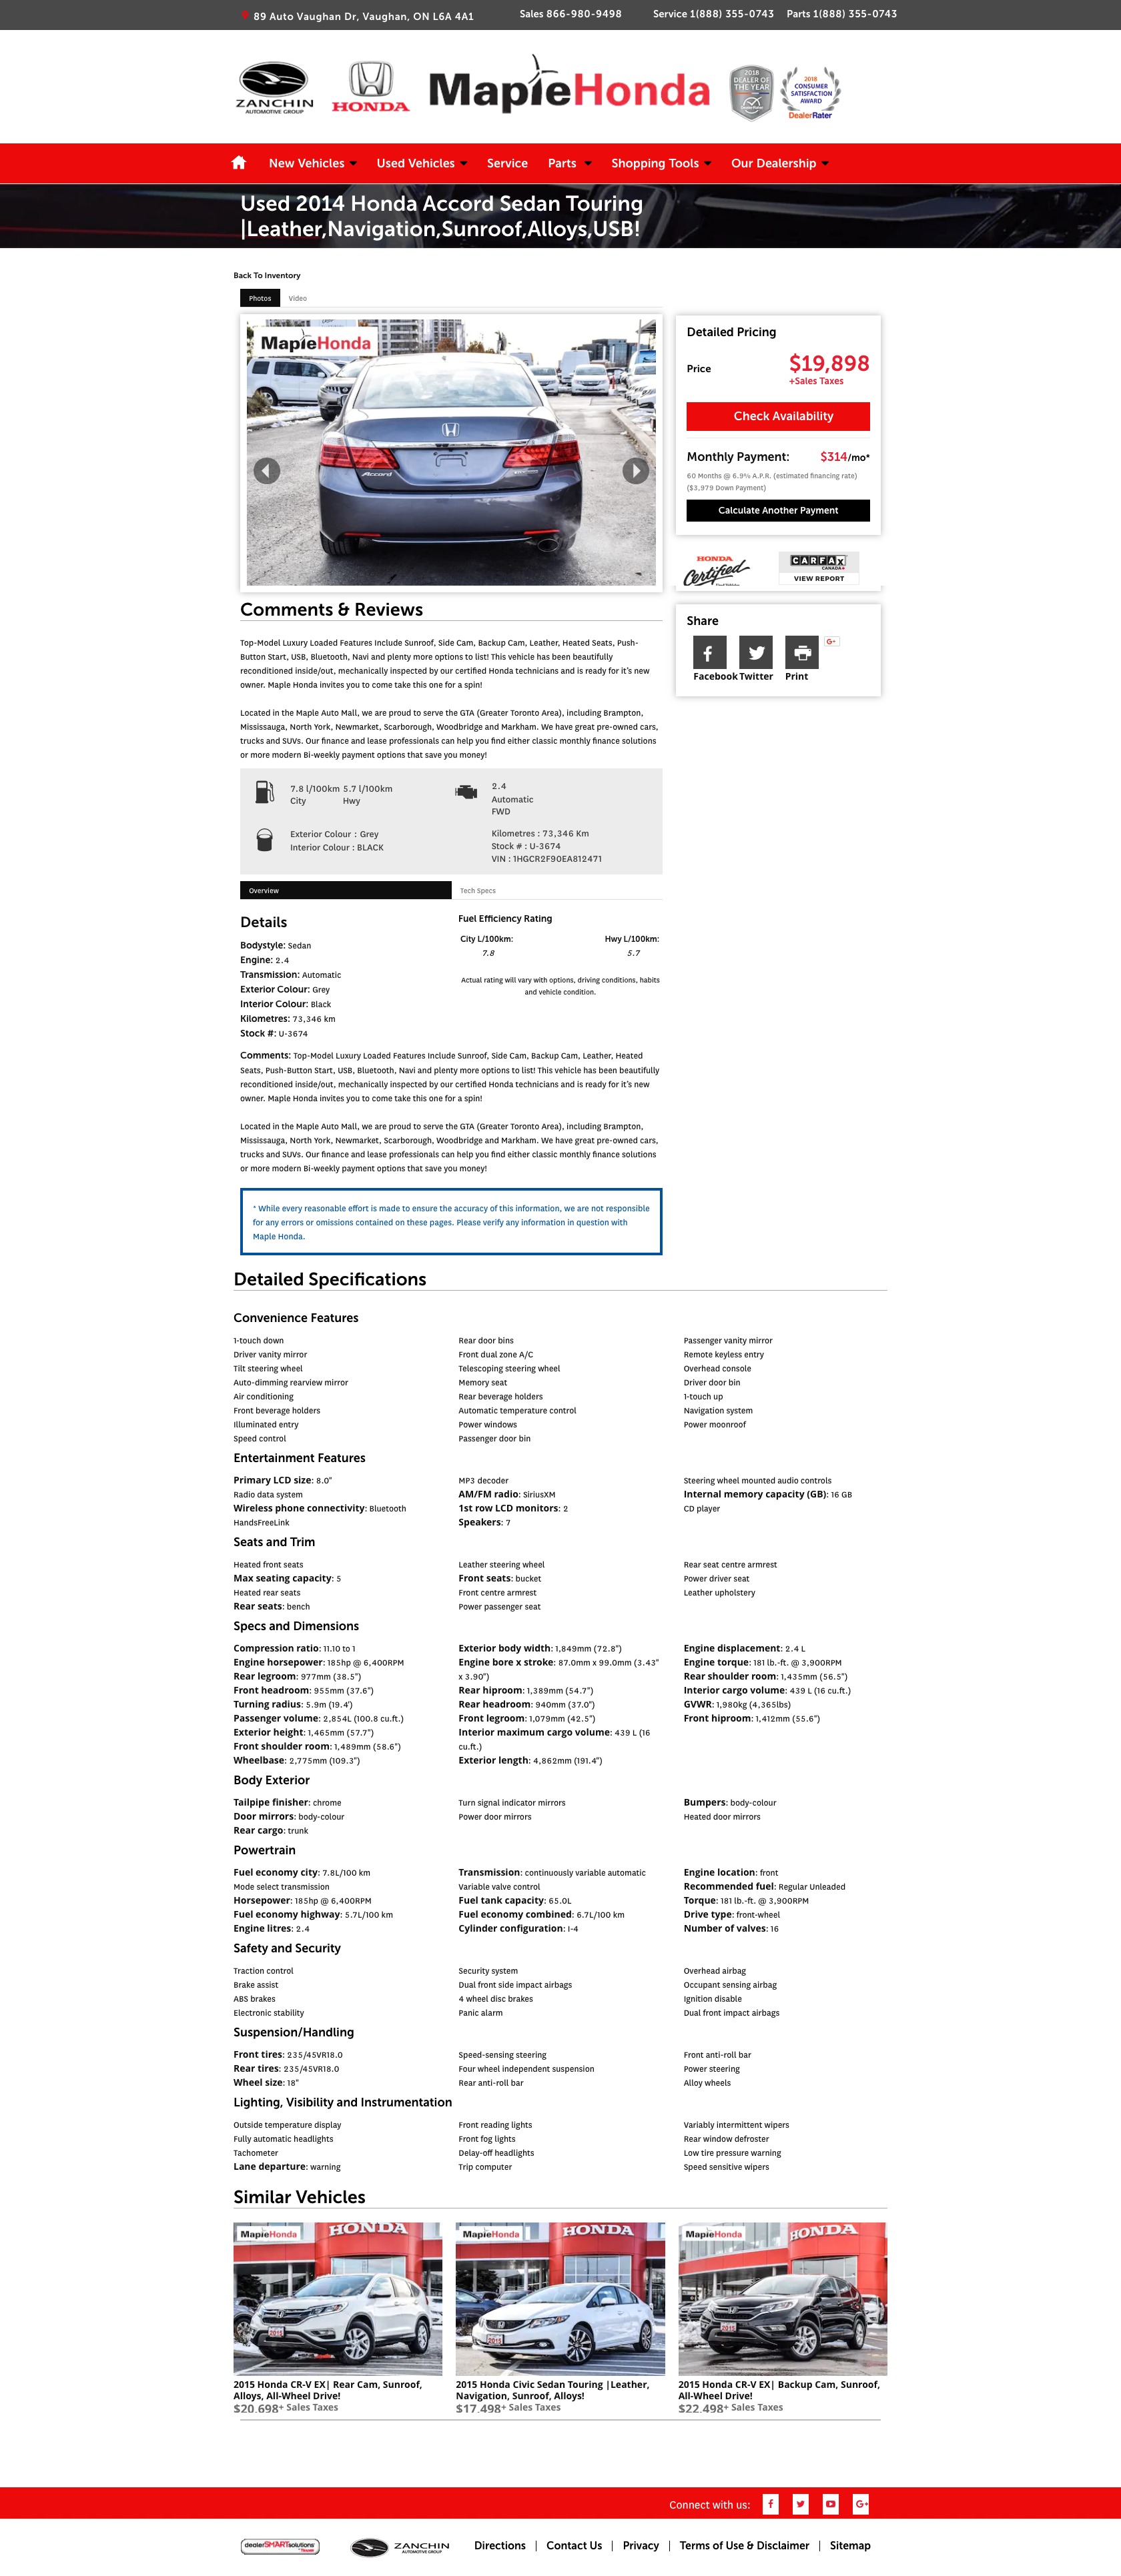 89 Auto Vaughan Dr, Vaughan, ON L6A 4A1
Sales 866-980-9498
Service 1(888) 355-0743
Parts 1(888) 355-0743
ZANCHIN
AUTOMOTIVE GROUP
HONDA
MapleHonda
2018
DEALER OF
THE YEAR
2018
CONSUMER
SATISFACTION
AWARD
DealerRater
New Vehicles
Used Vehicles
Service
Parts
Shopping Tools
Our Dealership
Used 2014 Honda Accord Sedan Touring
|Leather,Navigation,Sunroof,Alloys,USB!
Back To Inventory
Photos
Video
MapleHonda
Accord
Detailed Pricing
Price
$19,898
+Sales Taxes
Check Availability
Monthly Payment:
$314/mo*
60 Months @ 6.9% A.P.R. (estimated financing rate)
($3,979 Down Payment)
Calculate Another Payment
HONDA
Certified
CARFAX
CANADA
VIEW REPORT
Share
G+
Facebook
Twitter
Print
Comments & Reviews
Top-Model Luxury Loaded Features Include Sunroof, Side Cam, Backup Cam, Leather, Heated Seats, Push-
Button Start, USB, Bluetooth, Navi and plenty more options to list! This vehicle has been beautifully
reconditioned inside/out, mechanically inspected by our certified Honda technicians and is ready for it's new
owner. Maple Honda invites you to come take this one for a spin!
Located in the Maple Auto Mall, we are proud to serve the GTA (Greater Toronto Area), including Brampton,
Mississauga, North York, Newmarket, Scarborough, Woodbridge and Markham. We have great pre-owned cars,
trucks and SUVs. Our finance and lease professionals can help you find either classic monthly finance solutions
or more modern Bi-weekly payment options that save you money!
7.8 l/100km 5.7 l/100km
City Hwy
2.4
Automatic
FWD
Exterior Colour : Grey
Interior Colour : BLACK
Kilometres : 73,346 Km
Stock # : U-3674
VIN : 1HGCR2F90EA812471
Overview
Tech Specs
Details
Bodystyle: Sedan
Engine: 2.4
Transmission: Automatic
Exterior Colour: Grey
Interior Colour: Black
Kilometres: 73,346 km
Stock #: U-3674
Fuel Efficiency Rating
City L/100km: Hwy L/100km:
7.8 5.7
Actual rating will vary with options, driving conditions, habits
and vehicle condition.
Comments: Top-Model Luxury Loaded Features Include Sunroof, Side Cam, Backup Cam, Leather, Heated
Seats, Push-Button Start, USB, Bluetooth, Navi and plenty more options to list! This vehicle has been beautifully
reconditioned inside/out, mechanically inspected by our certified Honda technicians and is ready for it's new
owner. Maple Honda invites you to come take this one for a spin!
Located in the Maple Auto Mall, we are proud to serve the GTA (Greater Toronto Area), including Brampton,
Mississauga, North York, Newmarket, Scarborough, Woodbridge and Markham. We have great pre-owned cars,
trucks and SUVs. Our finance and lease professionals can help you find either classic monthly finance solutions
or more modern Bi-weekly payment options that save you money!
* While every reasonable effort is made to ensure the accuracy of this information, we are not responsible
for any errors or omissions contained on these pages. Please verify any information in question with
Maple Honda.
Detailed Specifications
Convenience Features
1-touch down Rear door bins Passenger vanity mirror
Driver vanity mirror Front dual zone A/C Remote keyless entry
Tilt steering wheel Telescoping steering wheel Overhead console
Auto-dimming rearview mirror Memory seat Driver door bin
Air conditioning Rear beverage holders 1-touch up
Front beverage holders Automatic temperature control Navigation system
Illuminated entry Power windows Power moonroof
Speed control Passenger door bin
Entertainment Features
Primary LCD size: 8.0" MP3 decoder Steering wheel mounted audio controls
Radio data system AM/FM radio: SiriusXM Internal memory capacity (GB): 16 GB
Wireless phone connectivity: Bluetooth 1st row LCD monitors: 2 CD player
HandsFreeLink Speakers: 7
Seats and Trim
Heated front seats Leather steering wheel Rear seat centre armrest
Max seating capacity: 5 Front seats: bucket Power driver seat
Heated rear seats Front centre armrest Leather upholstery
Rear seats: bench Power passenger seat
Specs and Dimensions
Compression ratio: 11.10 to 1 Exterior body width: 1,849mm (72.8") Engine displacement: 2.4 L
Engine horsepower: 185hp @ 6,400RPM Engine bore x stroke: 87.0mm x 99.0mm (3.43" Engine torque: 181 lb.-ft. @ 3,900RPM
Rear legroom: 977mm (38.5") x 3.90") Rear shoulder room: 1,435mm (56.5")
Front headroom: 955mm (37.6") Rear hiproom: 1,389mm (54.7") Interior cargo volume: 439 L (16 cu.ft.)
Turning radius: 5.9m (19.4') Rear headroom: 940mm (37.0") GVWR: 1,980kg (4,365lbs)
Passenger volume: 2,854L (100.8 cu.ft.) Front legroom: 1,079mm (42.5") Front hiproom: 1,412mm (55.6")
Exterior height: 1,465mm (57.7") Interior maximum cargo volume: 439 L (16
Front shoulder room: 1,489mm (58.6") cu.ft.)
Wheelbase: 2,775mm (109.3") Exterior length: 4,862mm (191.4")
Body Exterior
Tailpipe finisher: chrome Turn signal indicator mirrors Bumpers: body-colour
Door mirrors: body-colour Power door mirrors Heated door mirrors
Rear cargo: trunk
Powertrain
Fuel economy city: 7.8L/100 km Transmission: continuously variable automatic Engine location: front
Mode select transmission Variable valve control Recommended fuel: Regular Unleaded
Horsepower: 185hp @ 6,400RPM Fuel tank capacity: 65.0L Torque: 181 lb.-ft. @ 3,900RPM
Fuel economy highway: 5.7L/100 km Fuel economy combined: 6.7L/100 km Drive type: front-wheel
Engine litres: 2.4 Cylinder configuration: I-4 Number of valves: 16
Safety and Security
Traction control Security system Overhead airbag
Brake assist Dual front side impact airbags Occupant sensing airbag
ABS brakes 4 wheel disc brakes Ignition disable
Electronic stability Panic alarm Dual front impact airbags
Suspension/Handling
Front tires: 235/45VR18.0 Speed-sensing steering Front anti-roll bar
Rear tires: 235/45VR18.0 Four wheel independent suspension Power steering
Wheel size: 18" Rear anti-roll bar Alloy wheels
Lighting, Visibility and Instrumentation
Outside temperature display Front reading lights Variably intermittent wipers
Fully automatic headlights Front fog lights Rear window defroster
Tachometer Delay-off headlights Low tire pressure warning
Lane departure: warning Trip computer Speed sensitive wipers
Similar Vehicles
MapleHonda HONDA 2015
MapleHonda HONDA 2015
MapleHonda HONDA 2015
2015 Honda CR-V EX| Rear Cam, Sunroof,
Alloys, All-Wheel Drive!
$20,698+ Sales Taxes
2015 Honda Civic Sedan Touring |Leather,
Navigation, Sunroof, Alloys!
$17,498+ Sales Taxes
2015 Honda CR-V EX| Backup Cam, Sunroof,
All-Wheel Drive!
$22,498+ Sales Taxes
Connect with us:
G+
dealerSMARTsolutions
ZANCHIN
AUTOMOTIVE GROUP
Directions | Contact Us | Privacy | Terms of Use & Disclaimer | Sitemap